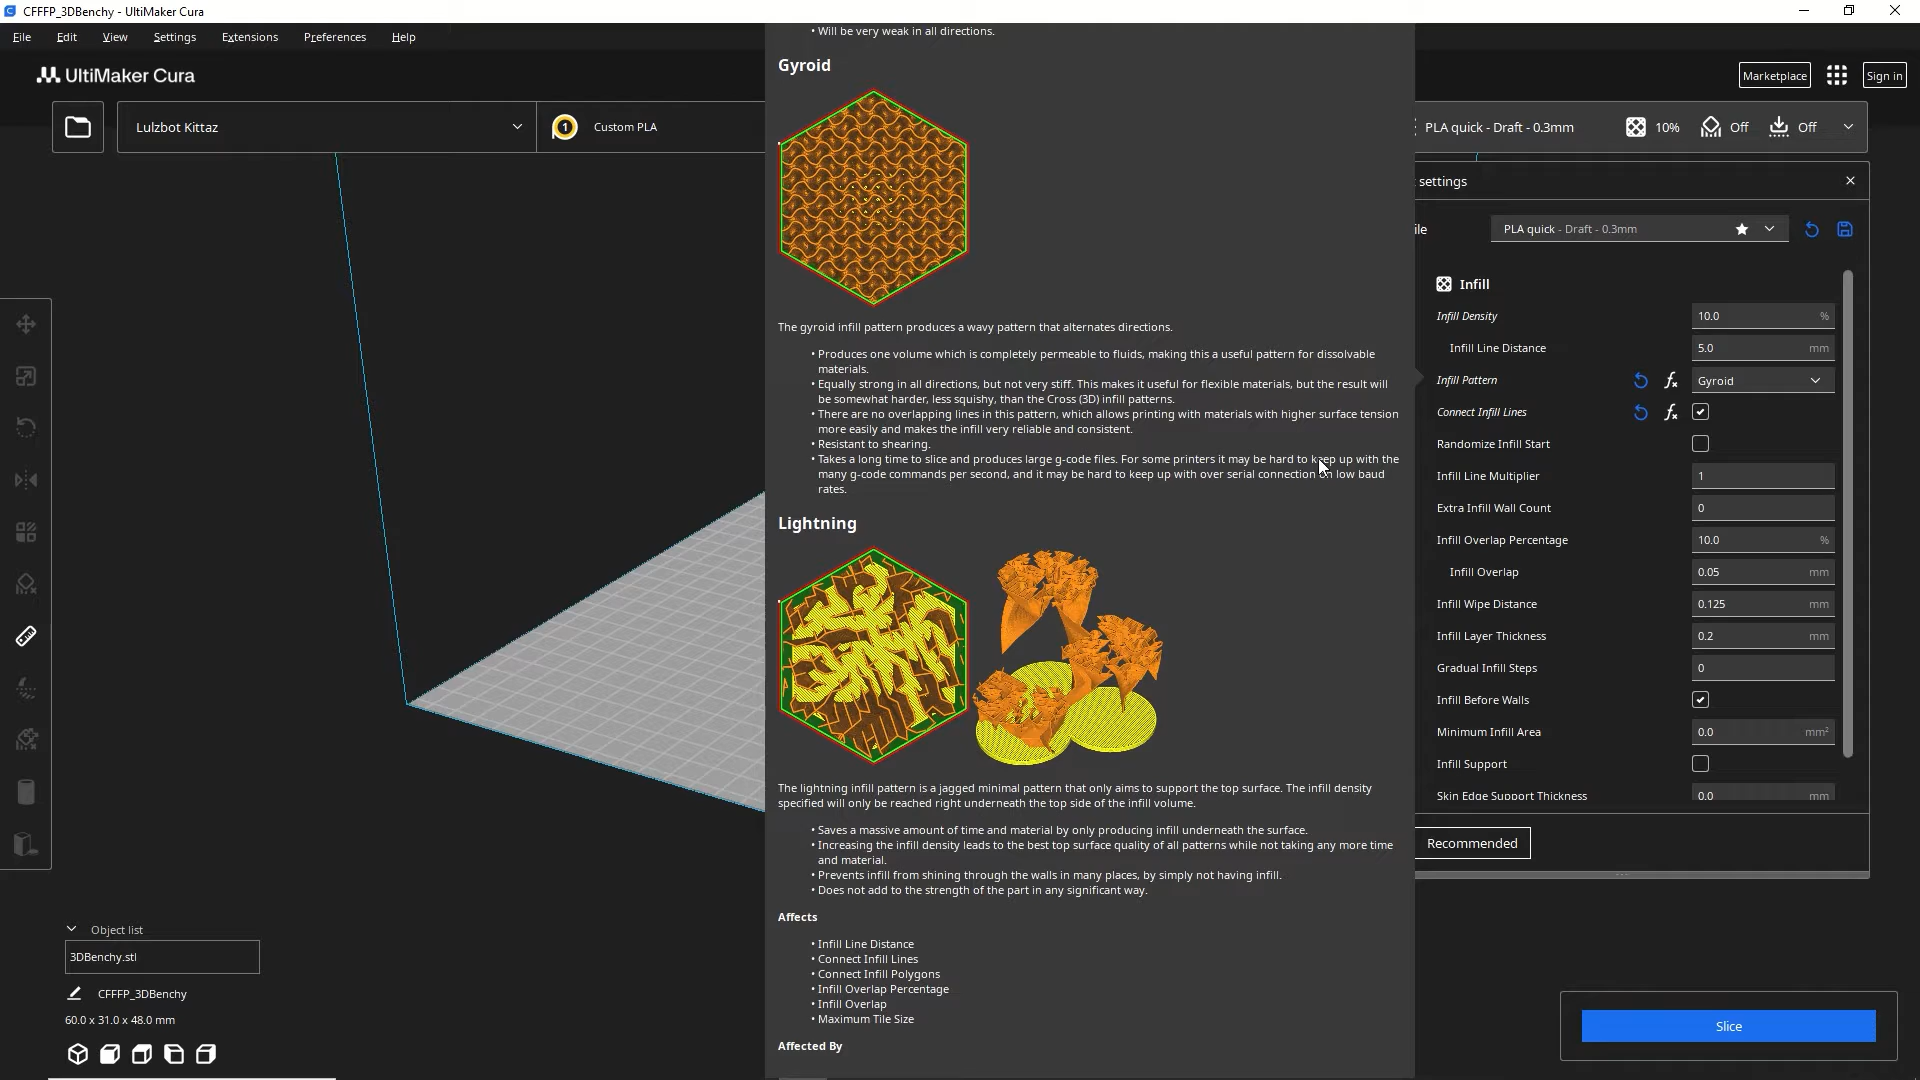 CFFFP_3DBenchy - UltiMaker Cura
File Edit View Settings Extensions Preferences Help
UltiMaker Cura
Marketplace
Sign in
Lulzbot Kittaz
1
Custom PLA
PLA quick - Draft - 0.3mm
10%
Off
Off
• Will be very weak in all directions.
Gyroid
The gyroid infill pattern produces a wavy pattern that alternates directions.
• Produces one volume which is completely permeable to fluids, making this a useful pattern for dissolvable
materials.
• Equally strong in all directions, but not very stiff. This makes it useful for flexible materials, but the result will
be somewhat harder, less squishy, than the Cross (3D) infill patterns.
• There are no overlapping lines in this pattern, which allows printing with materials with higher surface tension
more easily and makes the infill very reliable and consistent.
• Resistant to shearing.
• Takes a long time to slice and produces large g-code files. For some printers it may be hard to keep up with the
many g-code commands per second, and it may be hard to keep up with over serial connection on low baud
rates.
Lightning
The lightning infill pattern is a jagged minimal pattern that only aims to support the top surface. The infill density
specified will only be reached right underneath the top side of the infill volume.
• Saves a massive amount of time and material by only producing infill underneath the surface.
• Increasing the infill density leads to the best top surface quality of all patterns while not taking any more time
and material.
• Prevents infill from shining through the walls in many places, by simply not having infill.
• Does not add to the strength of the part in any significant way.
Affects
• Infill Line Distance
• Connect Infill Lines
• Connect Infill Polygons
• Infill Overlap Percentage
• Infill Overlap
• Maximum Tile Size
Affected By
settings
ile
PLA quick - Draft - 0.3mm
Infill
Infill Density 10.0 %
Infill Line Distance 5.0 mm
Infill Pattern Gyroid
Connect Infill Lines
Randomize Infill Start
Infill Line Multiplier 1
Extra Infill Wall Count 0
Infill Overlap Percentage 10.0 %
Infill Overlap 0.05 mm
Infill Wipe Distance 0.125 mm
Infill Layer Thickness 0.2 mm
Gradual Infill Steps 0
Infill Before Walls
Minimum Infill Area 0.0 mm²
Infill Support
Skin Edge Support Thickness 0.0 mm
Recommended
Object list
3DBenchy.stl
CFFFP_3DBenchy
60.0 x 31.0 x 48.0 mm
Slice